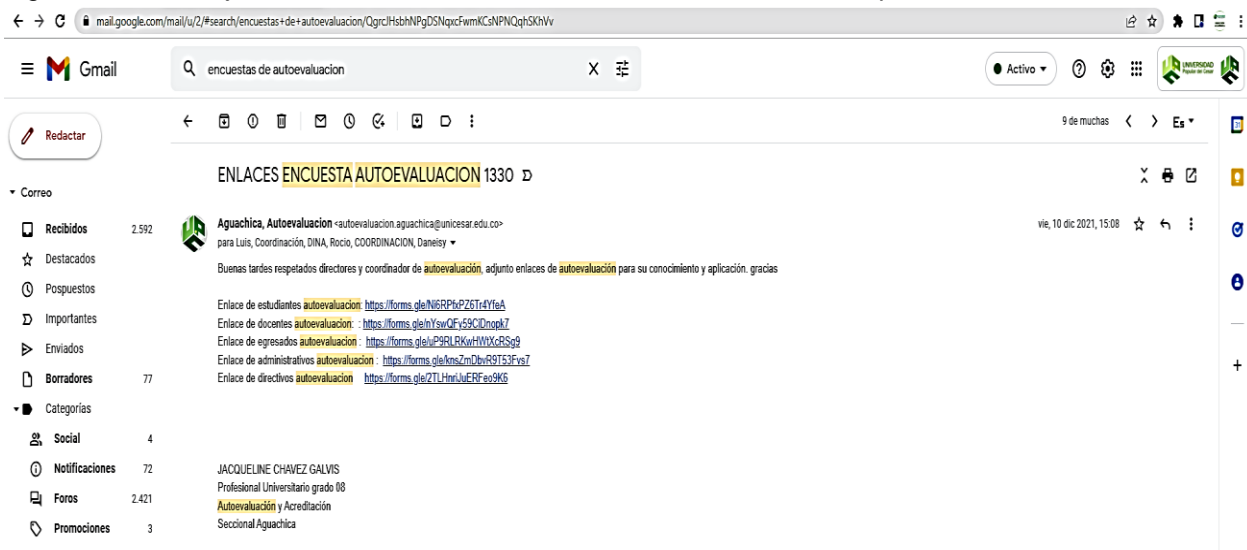 mail.google.com/mail/u/2/#search/encuestas+de+autoevaluacion/QgrcJHsbhNPgDSNqxcFwmKCsNPNQqhSKhVv
Gmail
encuestas de autoevaluacion
Activo
UNIVERSIDAD
Popular del Cesar
Redactar
9 de muchas
Es
ENLACES ENCUESTA AUTOEVALUACION 1330
Correo
Recibidos 2.592
Destacados
Pospuestos
Importantes
Enviados
Borradores 77
Categorías
Social 4
Notificaciones 72
Foros 2.421
Promociones 3
Aguachica, Autoevaluacion <autoevaluacion.aguachica@unicesar.edu.co>
vie, 10 dic 2021, 15:08
para Luis, Coordinación, DINA, Rocio, COORDINACION, Daneisy
Buenas tardes respetados directores y coordinador de autoevaluación, adjunto enlaces de autoevaluación para su conocimiento y aplicación. gracias
Enlace de estudiantes autoevaluacion: https://forms.gle/Ni6RPfxPZ6Tr4YfeA
Enlace de docentes autoevaluacion: : https://forms.gle/nYswQFy59ClDnopk7
Enlace de egresados autoevaluacion : https://forms.gle/uP9RLRKwHWtXcRSg9
Enlace de administrativos autoevaluacion : https://forms.gle/knsZmDbvR9T53Fvs7
Enlace de directivos autoevaluacion https://forms.gle/2TLHnriJuERFeo9K6
JACQUELINE CHAVEZ GALVIS
Profesional Universitario grado 08
Autoevaluación y Acreditación
Seccional Aguachica